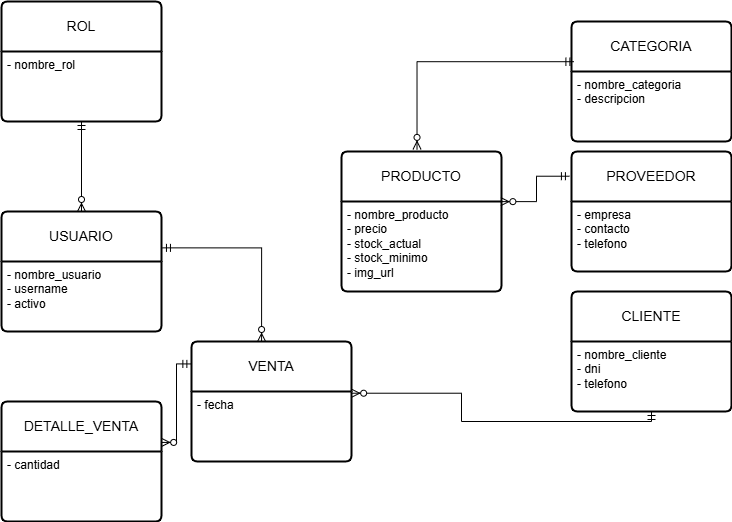 ROL
- nombre_rol
CATEGORIA
- nombre_categoria
- descripcion
PRODUCTO
- nombre_producto
- precio
- stock_actual
- stock_minimo
- img_url
PROVEEDOR
- empresa
- contacto
- telefono
USUARIO
- nombre_usuario
- username
- activo
CLIENTE
- nombre_cliente
- dni
- telefono
VENTA
- fecha
DETALLE_VENTA
- cantidad